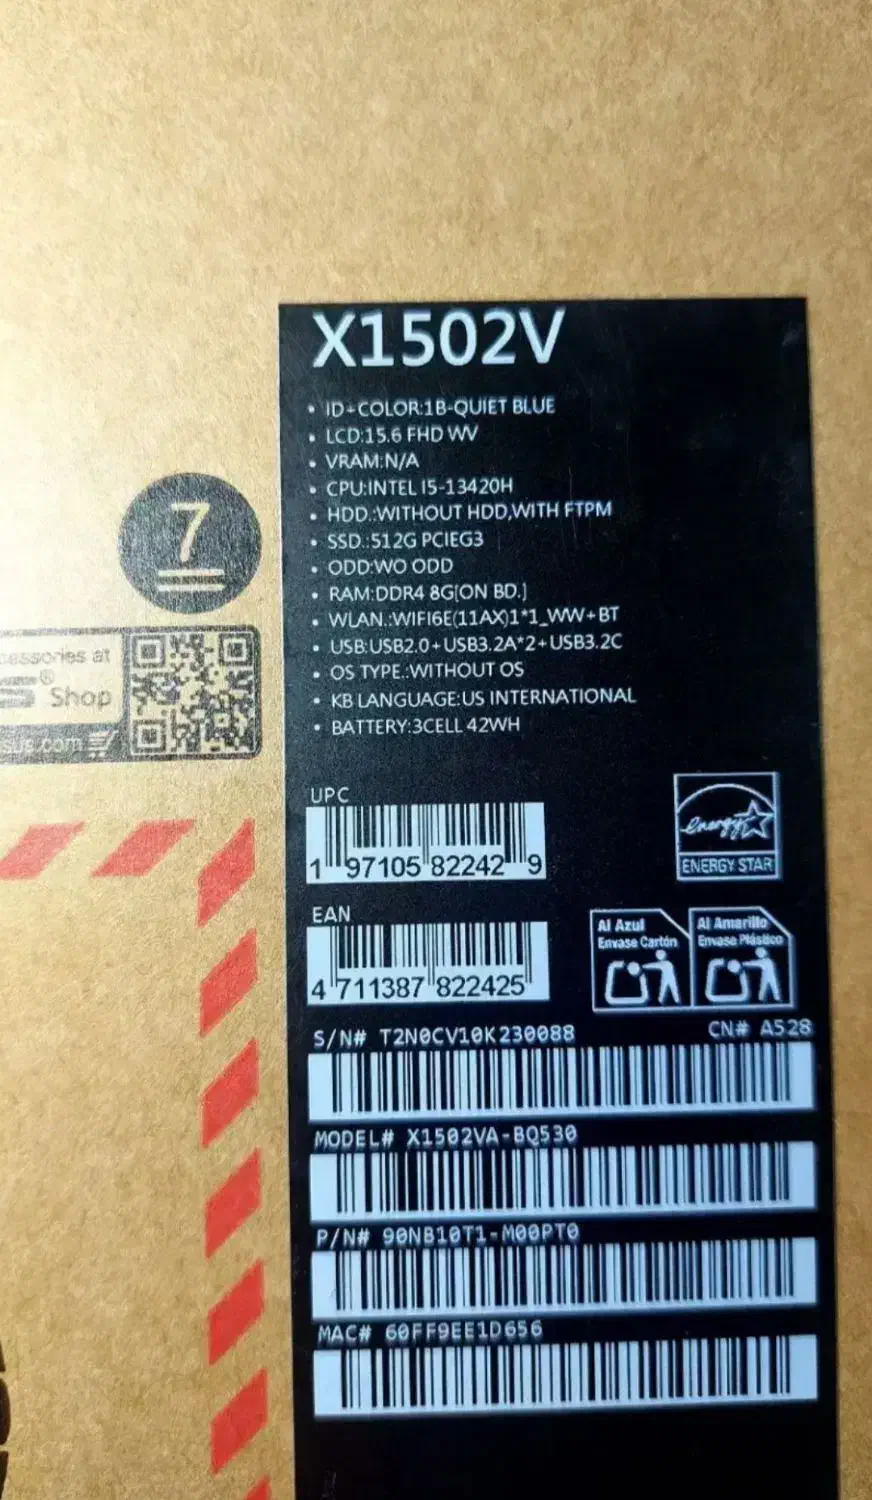 X1502V
• ID+COLOR:1B-QUIET BLUE
• LCD:15.6 FHD WV
• VRAM:N/A
• CPU:INTEL I5-13420H
• HDD.:WITHOUT HDD,WITH FTPM
• SSD.:512G PCIEG3
• ODD:WO ODD
• RAM:DDR4 8G[ON BD.]
• WLAN.:WIFI6E(11AX)1*1_WW+BT
• USB:USB2.0+USB3.2A*2+USB3.2C
• OS TYPE.:WITHOUT OS
• KB LANGUAGE:US INTERNATIONAL
• BATTERY:3CELL 42WH
7
at
® Shop
UPC
1 97105 82242 9
energy
ENERGY STAR
EAN
4 711387 822425
Al Azul
Envase Cartón
Al Amarillo
Envase Plástico
S/N# T2N0CV10K230088
CN# A528
MODEL# X1502VA-BQ530
P/N# 90NB10T1-M00PT0
MAC# 60FF9EE1D656